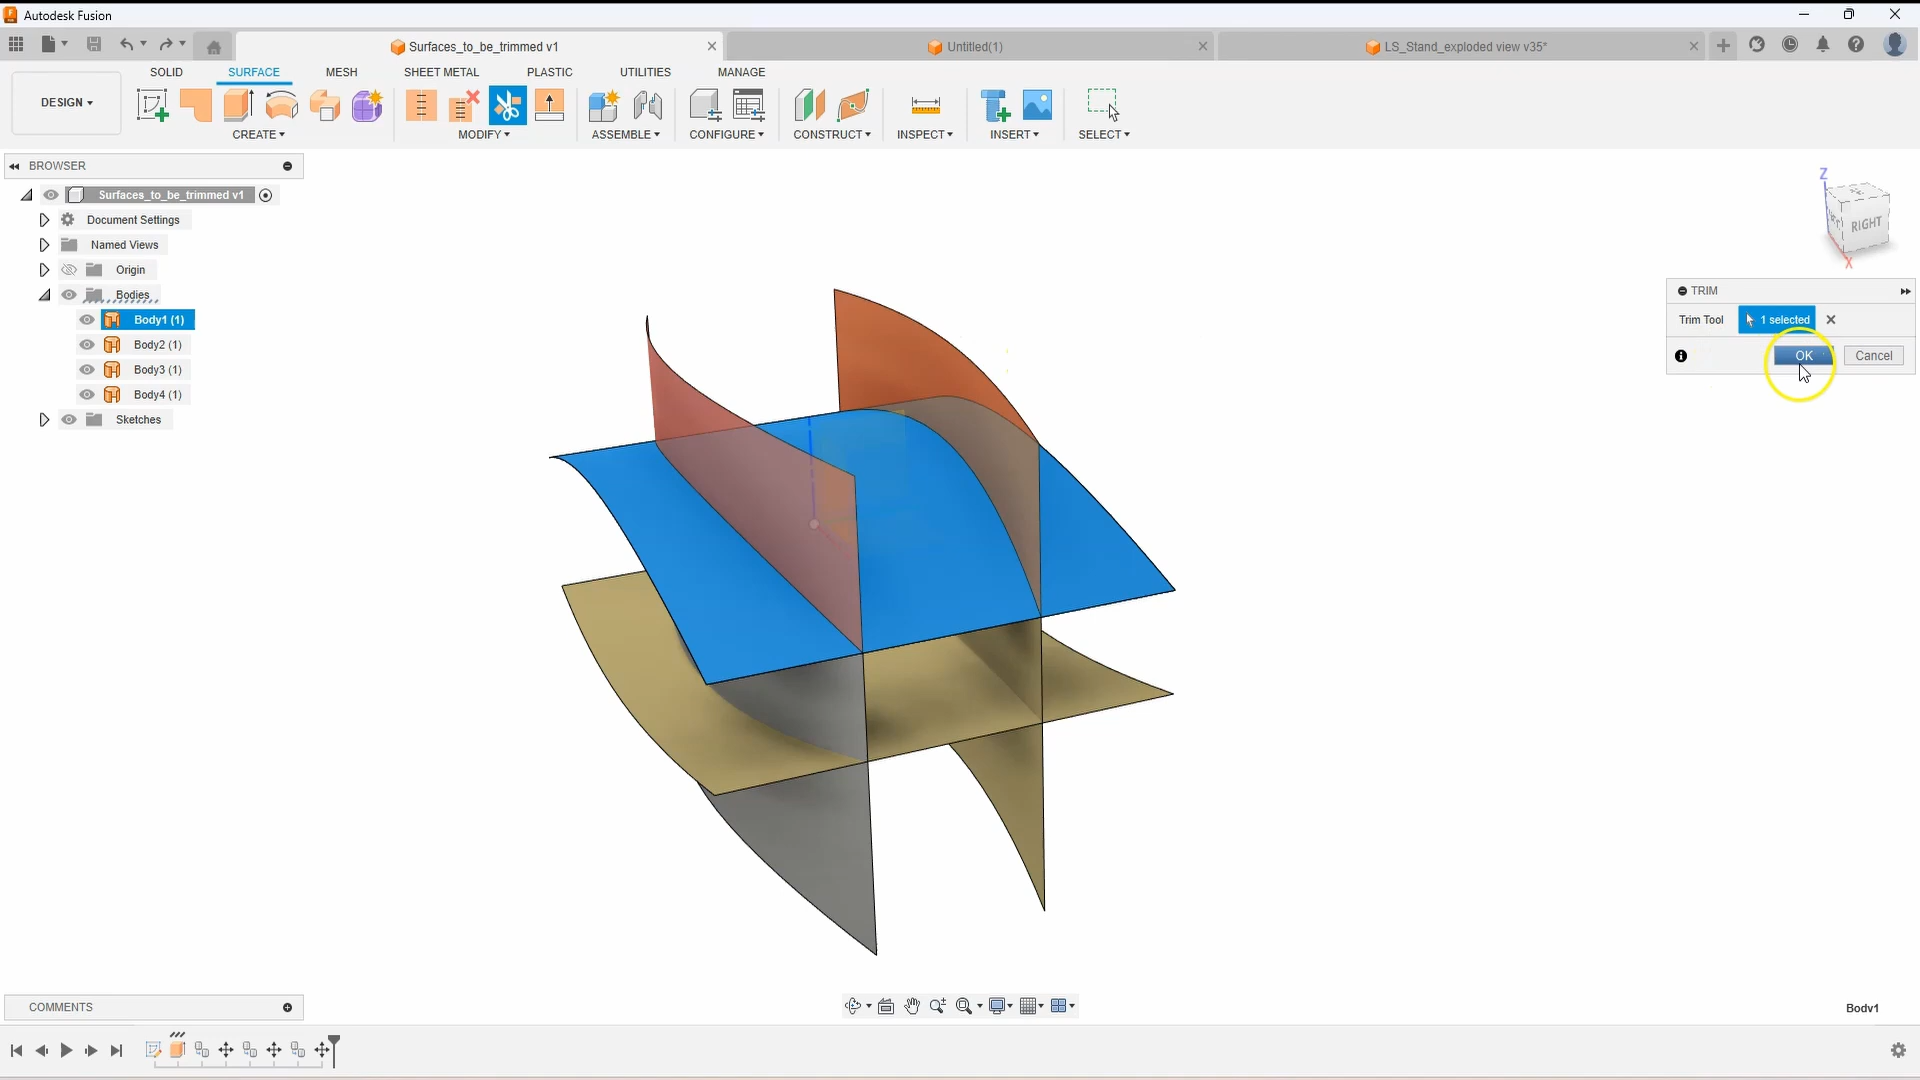 Autodesk Fusion
Surfaces_to_be_trimmed v1
Untitled(1)
LS_Stand_exploded view v35*
SOLID
SURFACE
MESH
SHEET METAL
PLASTIC
UTILITIES
MANAGE
DESIGN
CREATE
MODIFY
ASSEMBLE
CONFIGURE
CONSTRUCT
INSPECT
INSERT
SELECT
BROWSER
Surfaces_to_be_trimmed v1
Document Settings
Named Views
Origin
Bodies
Body1 (1)
Body2 (1)
Body3 (1)
Body4 (1)
Sketches
Z
RIGHT
X
TRIM
Trim Tool
1 selected
OK
Cancel
COMMENTS
Body1